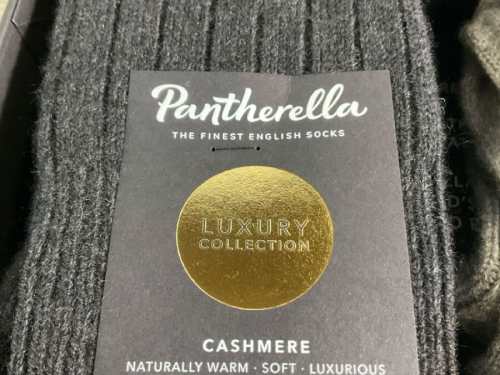 Pantherella
THE FINEST ENGLISH SOCKS
LUXURY
COLLECTION
CASHMERE
NATURALLY WARM · SOFT · LUXURIOUS